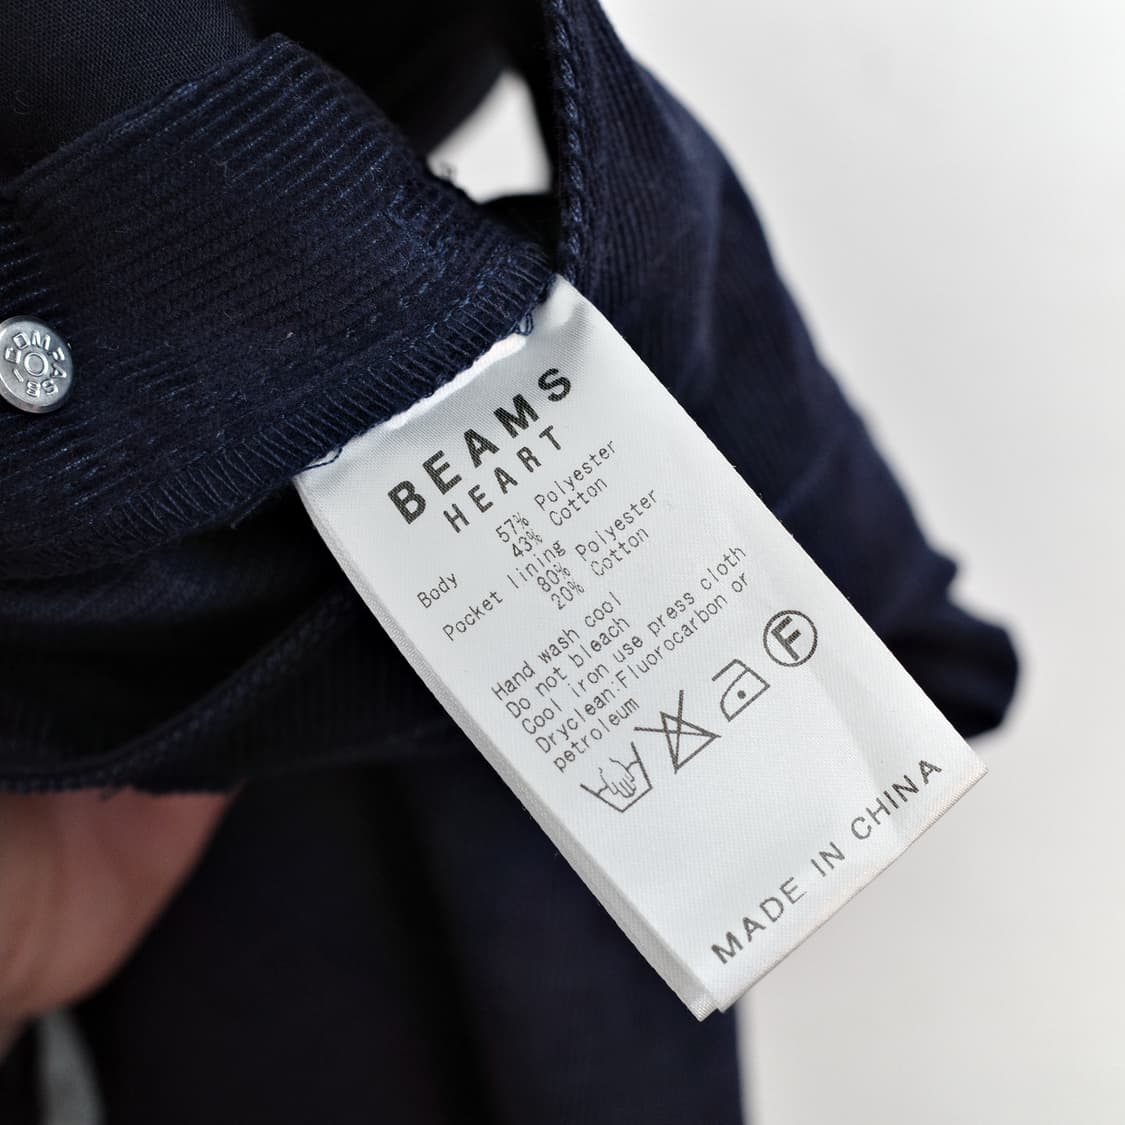 COMPASS
BEAMS
HEART
Body 57% Polyester
43% Cotton
Pocket lining
80% Polyester
20% Cotton
Hand wash cool
Do not bleach
Cool iron use press cloth
Dryclean:Fluorocarbon or
petroleum
F
MADE IN CHINA